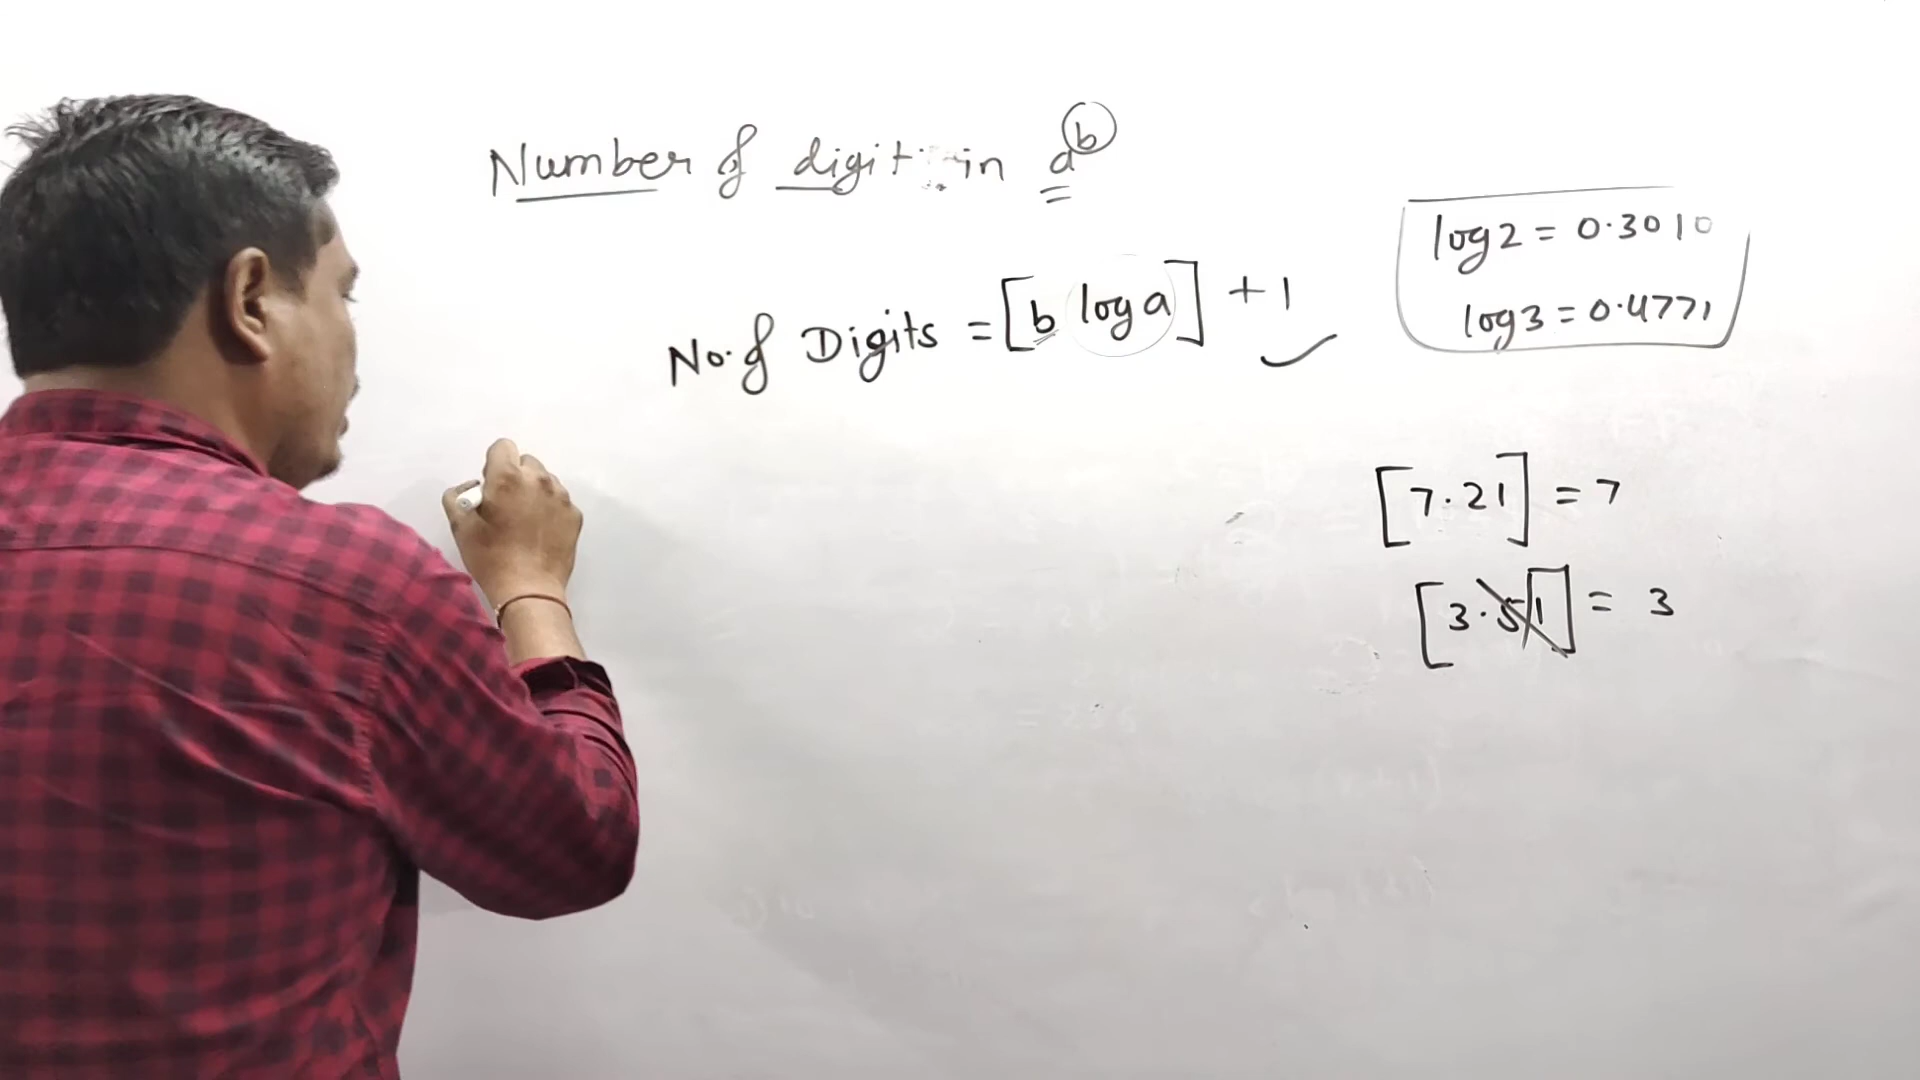 Number of digit in a^b
No. of Digits = [b log a] + 1
log 2 = 0.3010
log 3 = 0.4771
[7.21] = 7
[3.51] = 3